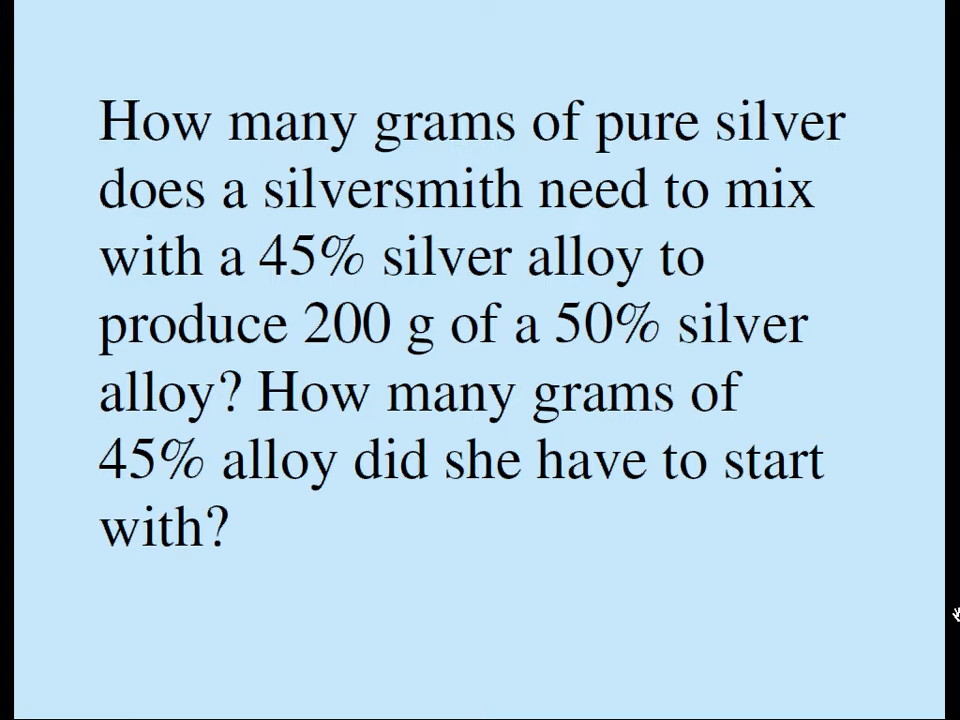 How many grams of pure silver
does a silversmith need to mix
with a 45% silver alloy to
produce 200 g of a 50% silver
alloy? How many grams of
45% alloy did she have to start
with?